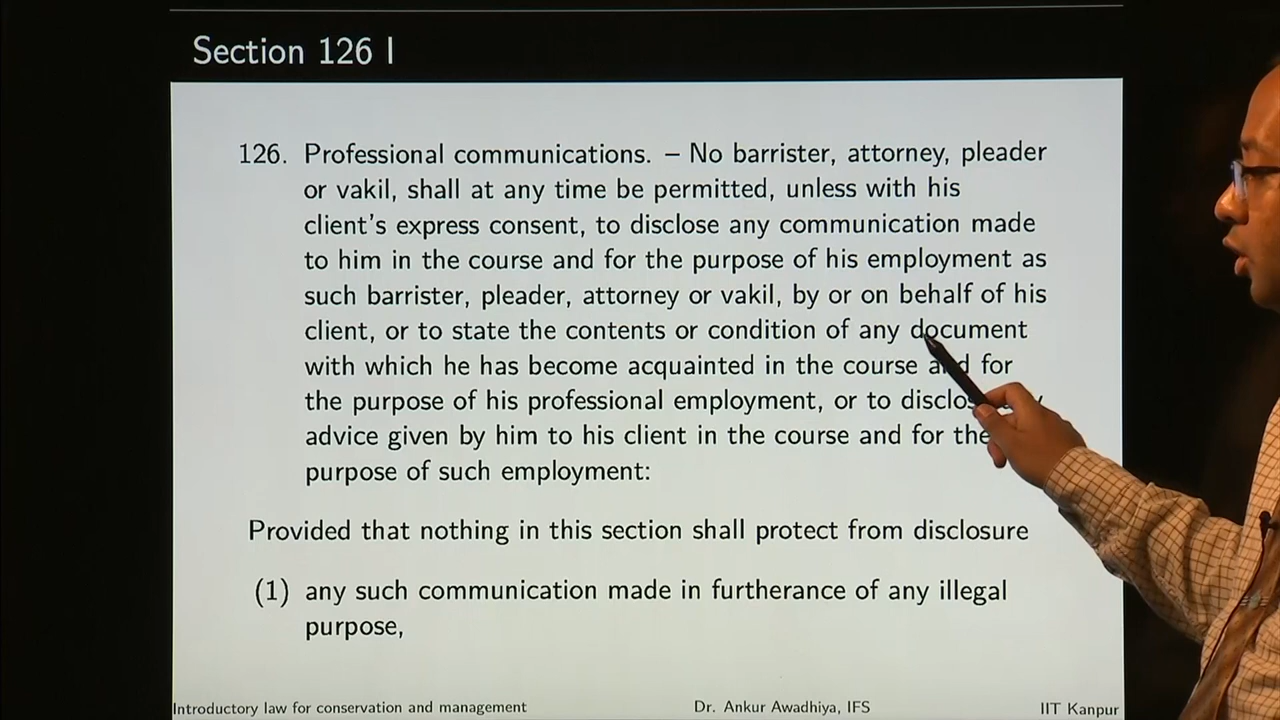 Section 126 I
126. Professional communications. – No barrister, attorney, pleader
or vakil, shall at any time be permitted, unless with his
client's express consent, to disclose any communication made
to him in the course and for the purpose of his employment as
such barrister, pleader, attorney or vakil, by or on behalf of his
client, or to state the contents or condition of any document
with which he has become acquainted in the course and for
the purpose of his professional employment, or to disclose
advice given by him to his client in the course and for the
purpose of such employment:
Provided that nothing in this section shall protect from disclosure
(1) any such communication made in furtherance of any illegal
purpose,
Introductory law for conservation and management Dr. Ankur Awadhiya, IFS IIT Kanpur